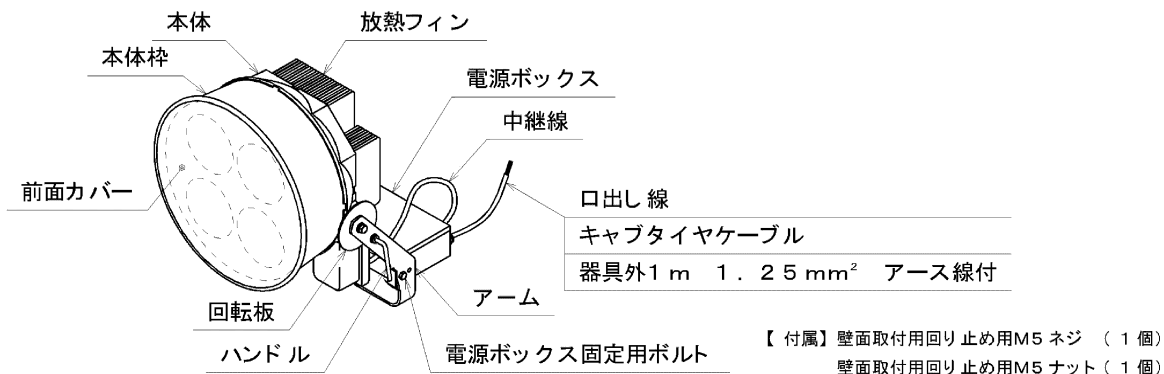 本体
放熱フィン
本体枠
電源ボックス
中継線
前面カバー
口出し線
キャブタイヤケーブル
器具外1m 1.25mm² アース線付
アーム
回転板
ハンドル
電源ボックス固定用ボルト
【付属】壁面取付用回り止め用M5ネジ (1個)
壁面取付用回り止め用M5ナット(1個)